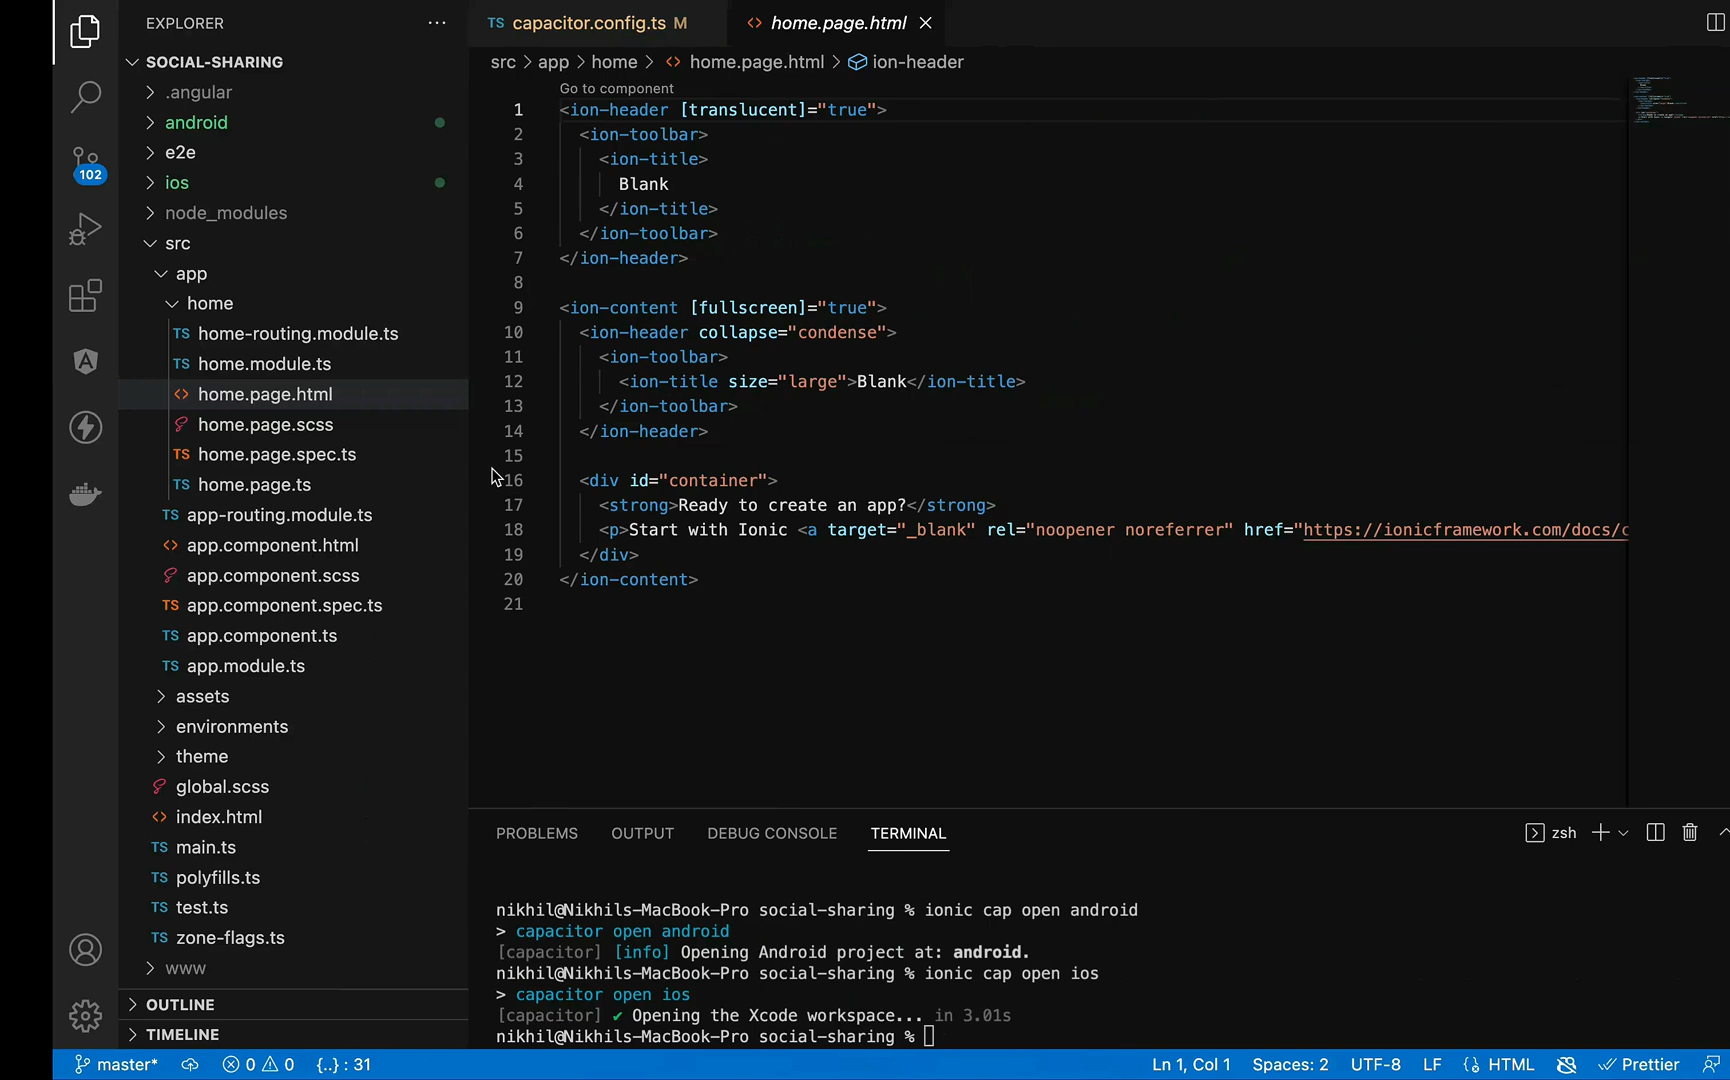 EXPLORER
SOCIAL-SHARING
.angular
android
e2e
ios
node_modules
src
app
home
TS home-routing.module.ts
TS home.module.ts
<> home.page.html
home.page.scss
TS home.page.spec.ts
TS home.page.ts
TS app-routing.module.ts
<> app.component.html
app.component.scss
TS app.component.spec.ts
TS app.component.ts
TS app.module.ts
assets
environments
theme
global.scss
<> index.html
TS main.ts
TS polyfills.ts
TS test.ts
TS zone-flags.ts
www
OUTLINE
TIMELINE
102
TS capacitor.config.ts M
<> home.page.html
src > app > home > <> home.page.html > ion-header
Go to component
1 <ion-header [translucent]="true">
2 <ion-toolbar>
3 <ion-title>
4 Blank
5 </ion-title>
6 </ion-toolbar>
7 </ion-header>
8
9 <ion-content [fullscreen]="true">
10 <ion-header collapse="condense">
11 <ion-toolbar>
12 <ion-title size="large">Blank</ion-title>
13 </ion-toolbar>
14 </ion-header>
15
16 <div id="container">
17 <strong>Ready to create an app?</strong>
18 <p>Start with Ionic <a target="_blank" rel="noopener noreferrer" href="https://ionicframework.com/docs/c
19 </div>
20 </ion-content>
21
PROBLEMS OUTPUT DEBUG CONSOLE TERMINAL
zsh
nikhil@Nikhils-MacBook-Pro social-sharing % ionic cap open android
> capacitor open android
[capacitor] [info] Opening Android project at: android.
nikhil@Nikhils-MacBook-Pro social-sharing % ionic cap open ios
> capacitor open ios
[capacitor] ✔ Opening the Xcode workspace... in 3.01s
nikhil@Nikhils-MacBook-Pro social-sharing %
master* 0 0 {..} : 31
Ln 1, Col 1 Spaces: 2 UTF-8 LF HTML Prettier